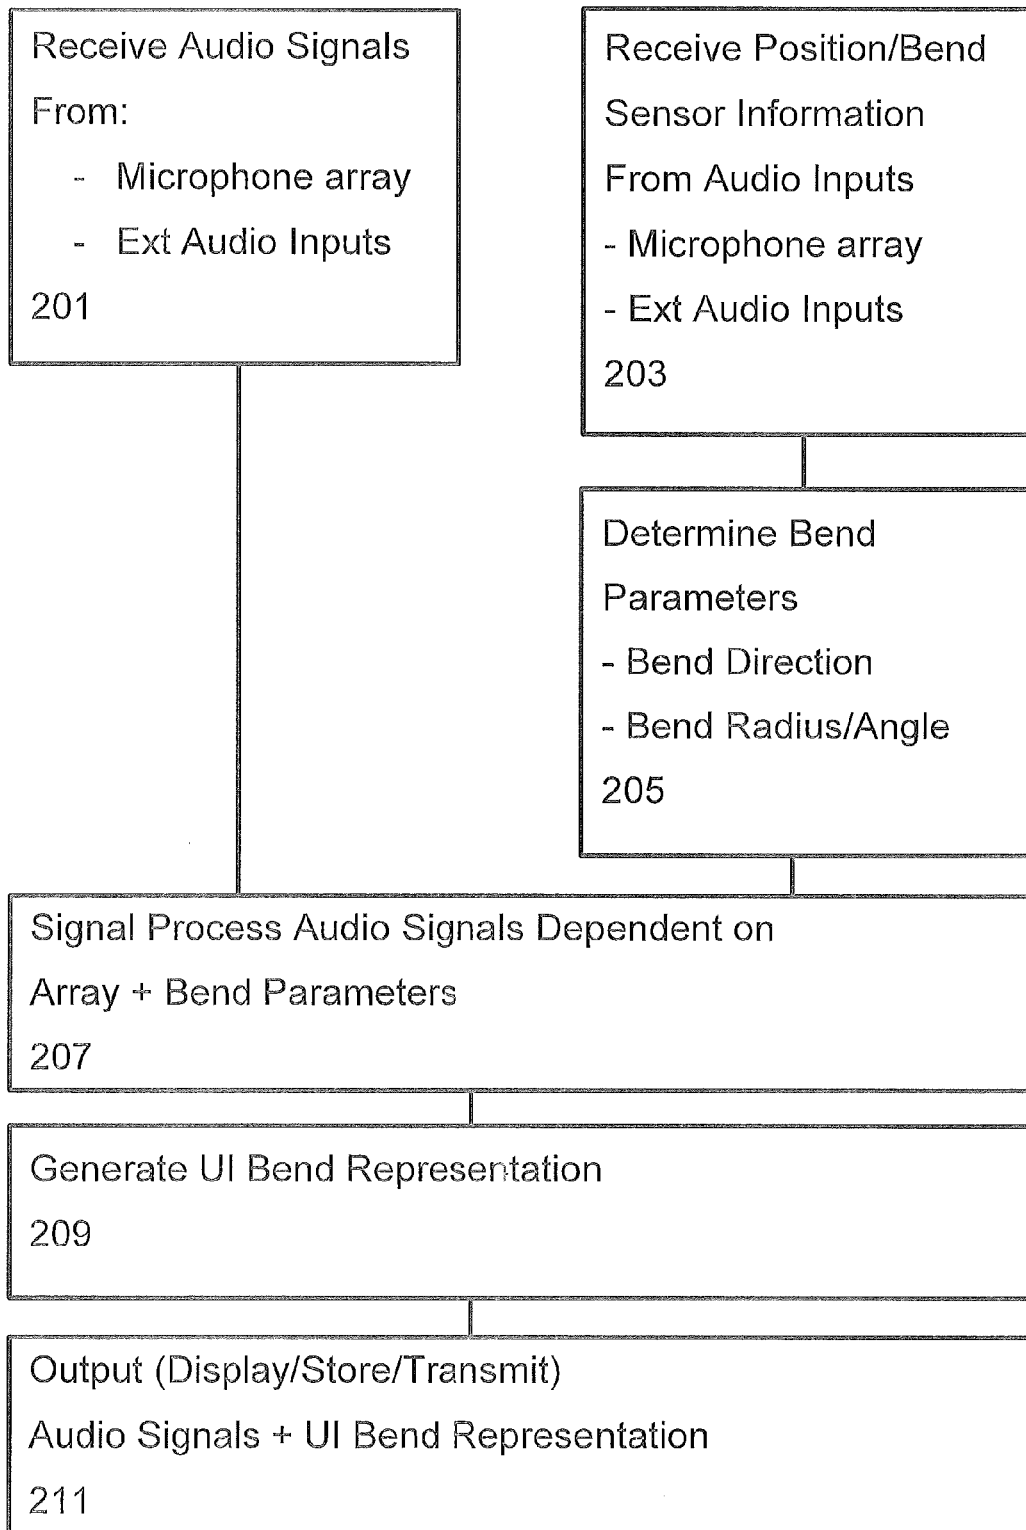 Receive Audio Signals
From:
- Microphone array
- Ext Audio Inputs
201
Receive Position/Bend
Sensor Information
From Audio Inputs
- Microphone array
- Ext Audio Inputs
203
Determine Bend
Parameters
- Bend Direction
- Bend Radius/Angle
205
Signal Process Audio Signals Dependent on
Array + Bend Parameters
207
Generate UI Bend Representation
209
Output (Display/Store/Transmit)
Audio Signals + UI Bend Representation
211